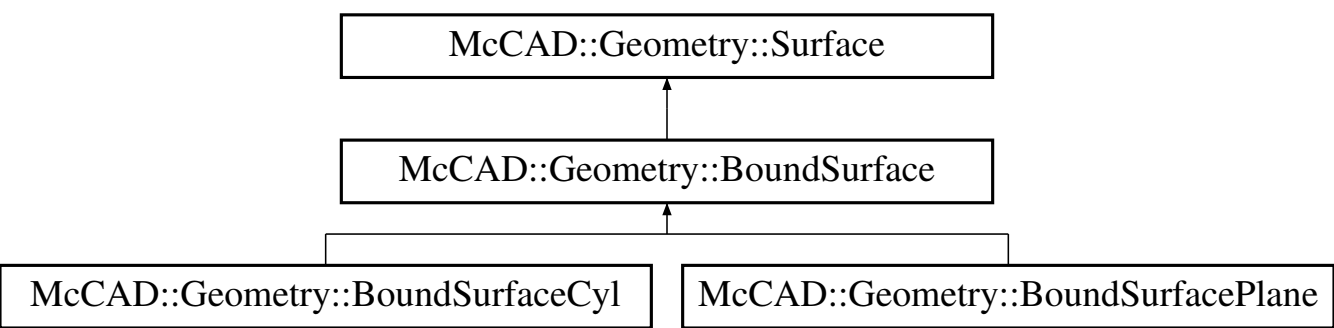 McCAD::Geometry::Surface
McCAD::Geometry::BoundSurface
McCAD::Geometry::BoundSurfaceCyl
McCAD::Geometry::BoundSurfacePlane